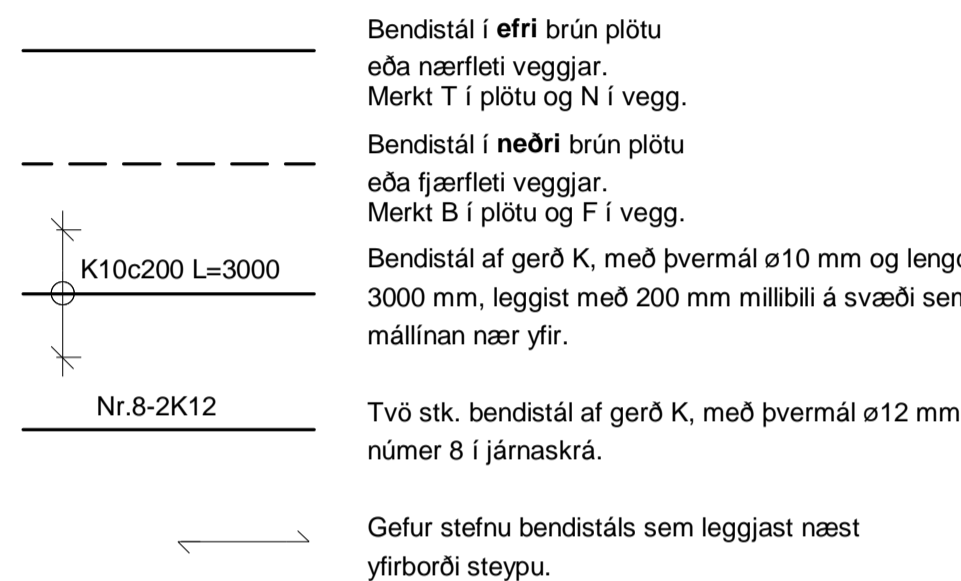 Bendistál í efri brún plötu
eða nærfleti veggjar.
Merkt T í plötu og N í vegg.
Bendistál í neðri brún plötu
eða fjærfleti veggjar.
Merkt B í plötu og F í vegg.
K10c200 L=3000
Bendistál af gerð K, með þvermál ø10 mm og
3000 mm, leggist með 200 mm millibili á svæði
mállínan nær yfir.
Nr.8-2K12
Tvö stk. bendistál af gerð K, með þvermál ø12 mm
númer 8 í járnaskrá.
Gefur stefnu bendistáls sem leggjast næst
yfirborði steypu.